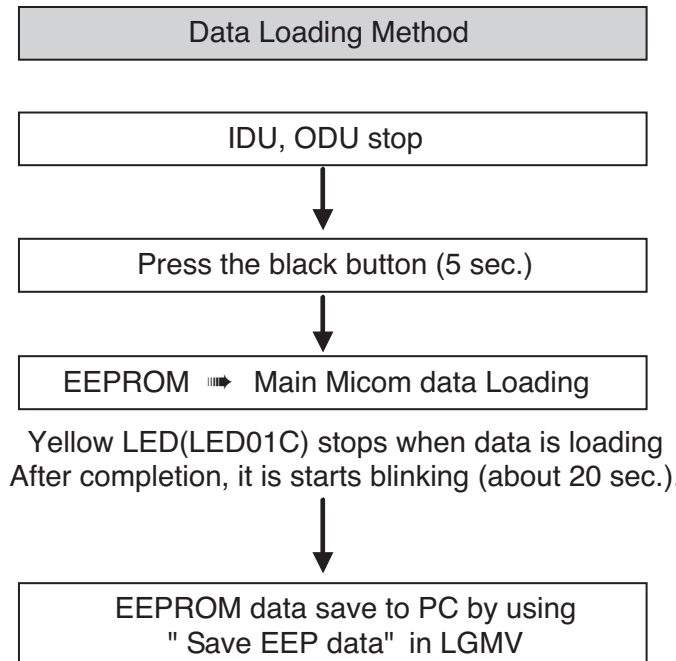 Data Loading Method
IDU, ODU stop
Press the black button (5 sec.)
EEPROM ➠ Main Micom data Loading
Yellow LED(LED01C) stops when data is loading
After completion, it is starts blinking (about 20 sec.).
EEPROM data save to PC by using
" Save EEP data" in LGMV